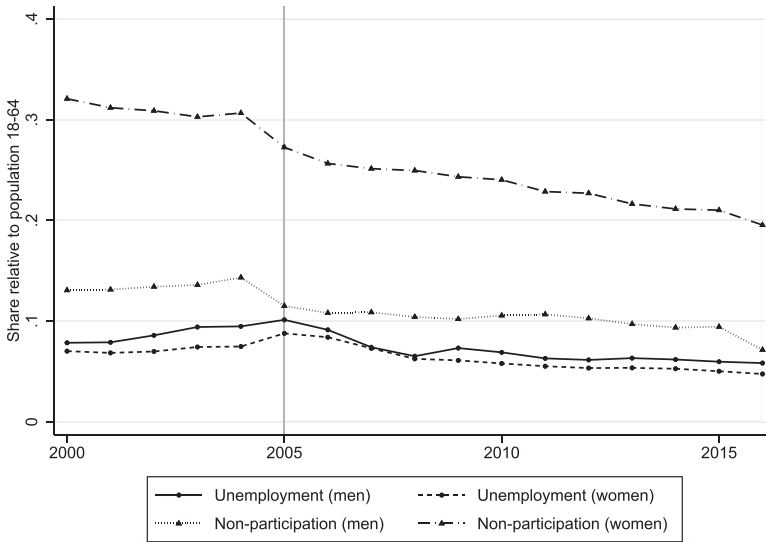 Share relative to population 18-64
.4
.3
.2
.1
0
2000 2005 2010 2015
Unemployment (men) Unemployment (women)
Non-participation (men) Non-participation (women)